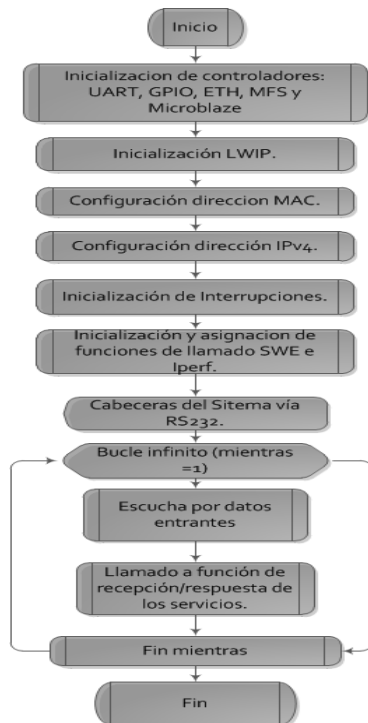 Inicio
Inicializacion de controladores:
UART, GPIO, ETH, MFS y
Microblaze
Inicialización LWIP.
Configuración direccion MAC.
Configuración dirección IPv4.
Inicialización de Interrupciones.
Inicialización y asignacion de
funciones de llamado SWE e
Iperf.
Cabeceras del Sitema vía
RS232.
Bucle infinito (mientras
=1)
Escucha por datos
entrantes
Llamado a función de
recepción/respuesta de
los servicios.
Fin mientras
Fin